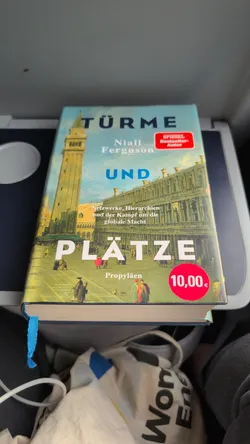 TÜRME
Niall
Ferguson
SPIEGEL
Bestseller-
Autor
UND
Netzwerke, Hierarchien
und der Kampf um die
globale Macht
PLÄTZE
Propyläen
10,00€